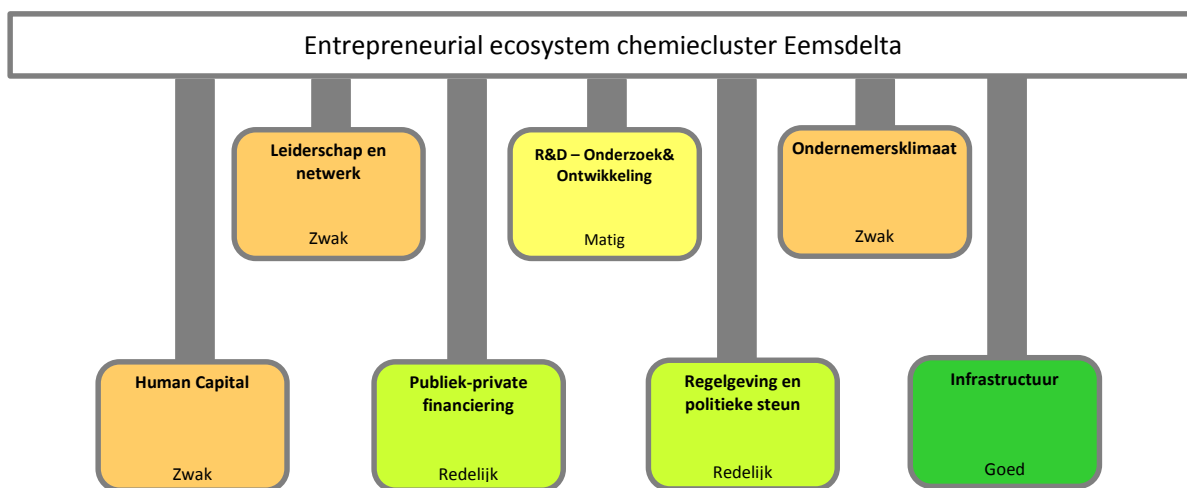 Entrepreneurial ecosystem chemiecluster Eemsdelta
Leiderschap en
netwerk
Zwak
R&D – Onderzoek&
Ontwikkeling
Matig
Ondernemersklimaat
Zwak
Human Capital
Zwak
Publiek-private
financiering
Redelijk
Regelgeving en
politieke steun
Redelijk
Infrastructuur
Goed